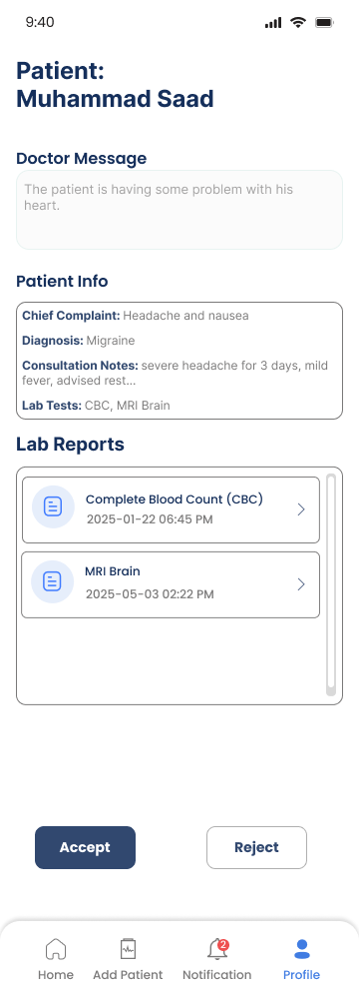 9:40
Patient:
Muhammad Saad
Doctor Message
The patient is having some problem with his
heart.
Patient Info
Chief Complaint: Headache and nausea
Diagnosis: Migraine
Consultation Notes: severe headache for 3 days, mild
fever, advised rest...
Lab Tests: CBC, MRI Brain
Lab Reports
Complete Blood Count (CBC)
2025-01-22 06:45 PM
MRI Brain
2025-05-03 02:22 PM
Accept
Reject
2
Home
Add Patient
Notification
Profile